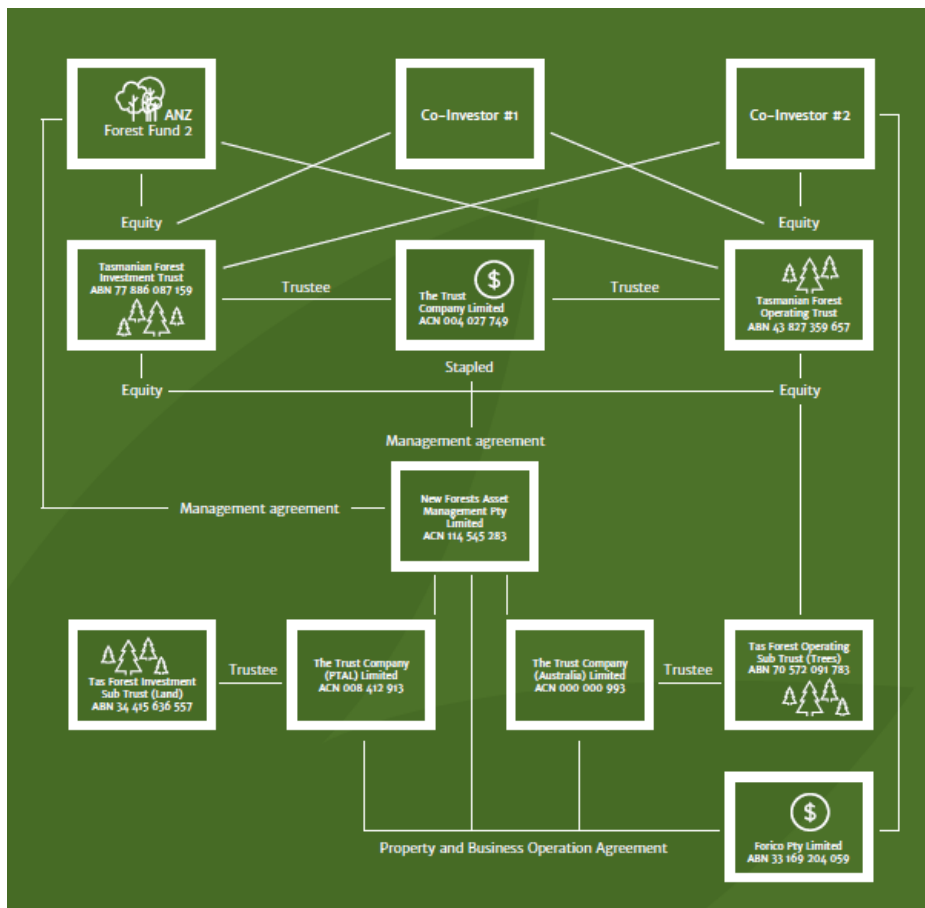 ANZ
Forest Fund 2
Co-Investor #1
Co-Investor #2
Equity
Equity
Tasmanian Forest
Investment Trust
ABN 77 886 087 159
Trustee
$
The Trust
Company Limited
ACN 004 027 749
Trustee
Tasmanian Forest
Operating Trust
ABN 43 827 359 657
Stapled
Equity
Equity
Management agreement
Management agreement
New Forests Asset
Management Pty
Limited
ACN 114 545 283
Tas Forest Investment
Sub Trust (Land)
ABN 34 415 636 557
Trustee
The Trust Company
(PTAL) Limited
ACN 008 412 913
The Trust Company
(Australia) Limited
ACN 000 000 993
Trustee
Tas Forest Operating
Sub Trust (Trees)
ABN 70 572 091 783
$
Forico Pty Limited
ABN 33 169 204 059
Property and Business Operation Agreement